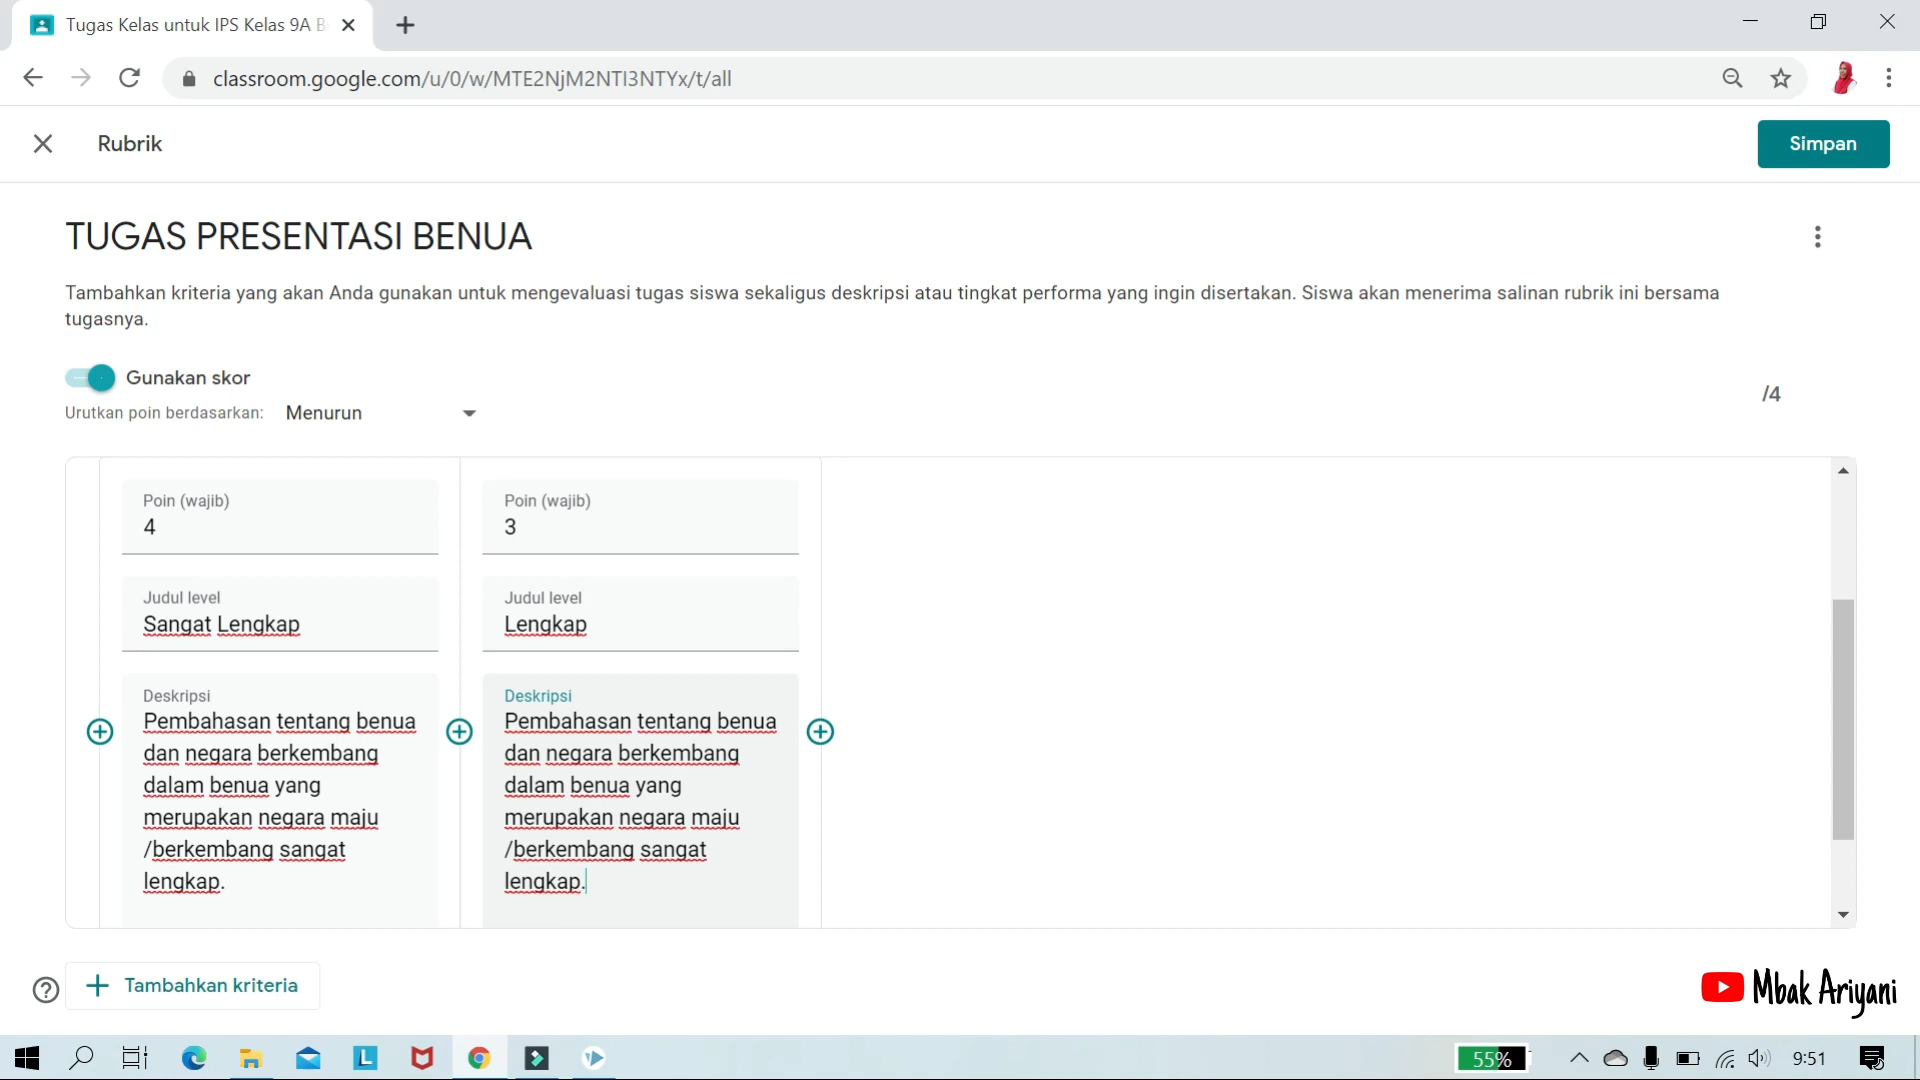 Tugas Kelas untuk IPS Kelas 9A B
classroom.google.com/u/0/w/MTE2NjM2NTI3NTYx/t/all
Rubrik
Simpan
TUGAS PRESENTASI BENUA
Tambahkan kriteria yang akan Anda gunakan untuk mengevaluasi tugas siswa sekaligus deskripsi atau tingkat performa yang ingin disertakan. Siswa akan menerima salinan rubrik ini bersama
tugasnya.
Gunakan skor
/4
Urutkan poin berdasarkan: Menurun
Poin (wajib)
4
Judul level
Sangat Lengkap
Deskripsi
Pembahasan tentang benua
dan negara berkembang
dalam benua yang
merupakan negara maju
/berkembang sangat
lengkap.
Poin (wajib)
3
Judul level
Lengkap
Deskripsi
Pembahasan tentang benua
dan negara berkembang
dalam benua yang
merupakan negara maju
/berkembang sangat
lengkap.
Tambahkan kriteria
Mbak Ariyani
55%
9:51